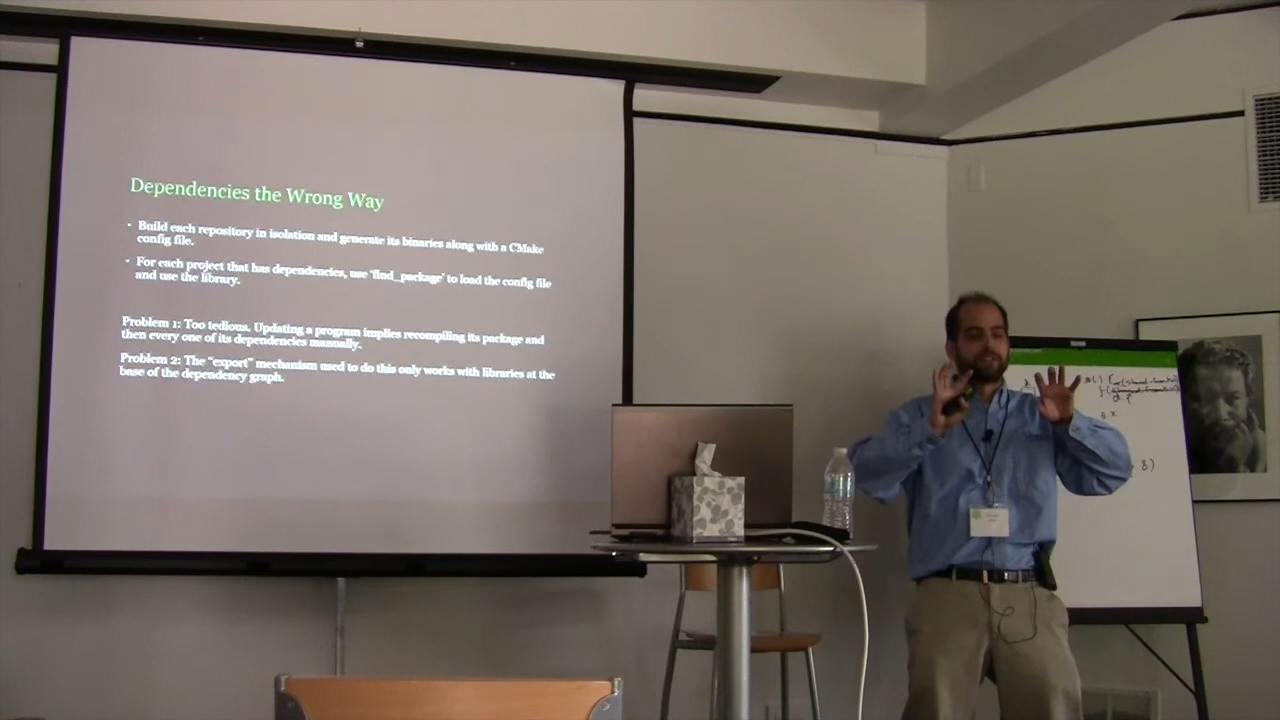 Dependencies the Wrong Way
· Build each repository in isolation and generate its binaries along with a CMake
config file.
· For each project that has dependencies, use 'find_package' to load the config file
and use the library.
Problem 1: Too tedious. Updating a program implies recompiling its package and
then every one of its dependencies manually.
Problem 2: The "export" mechanism used to do this only works with libraries at the
base of the dependency graph.